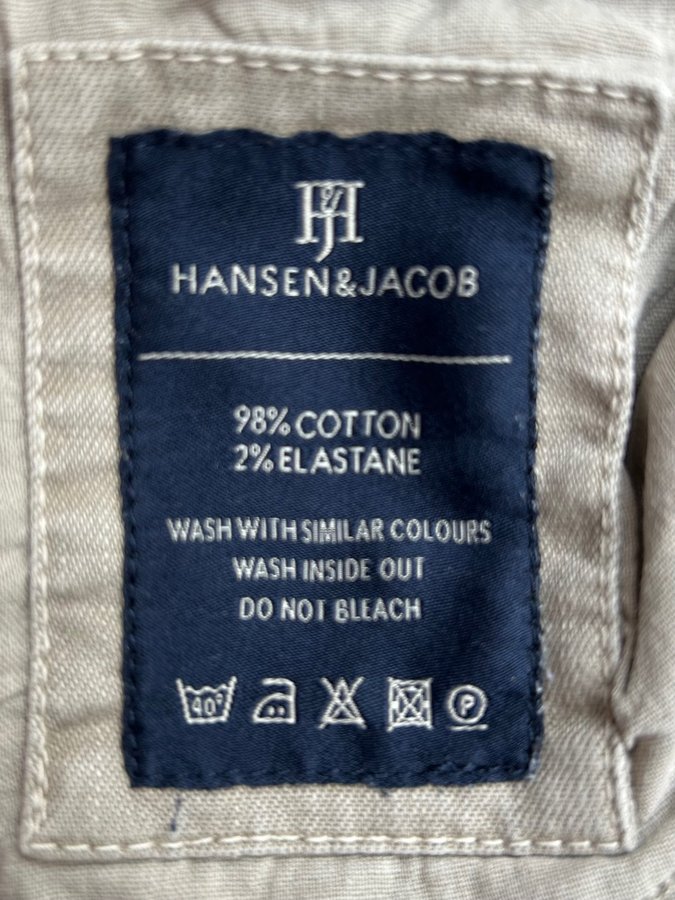 H&J
HANSEN&JACOB
98% COTTON
2% ELASTANE
WASH WITH SIMILAR COLOURS
WASH INSIDE OUT
DO NOT BLEACH
40° P